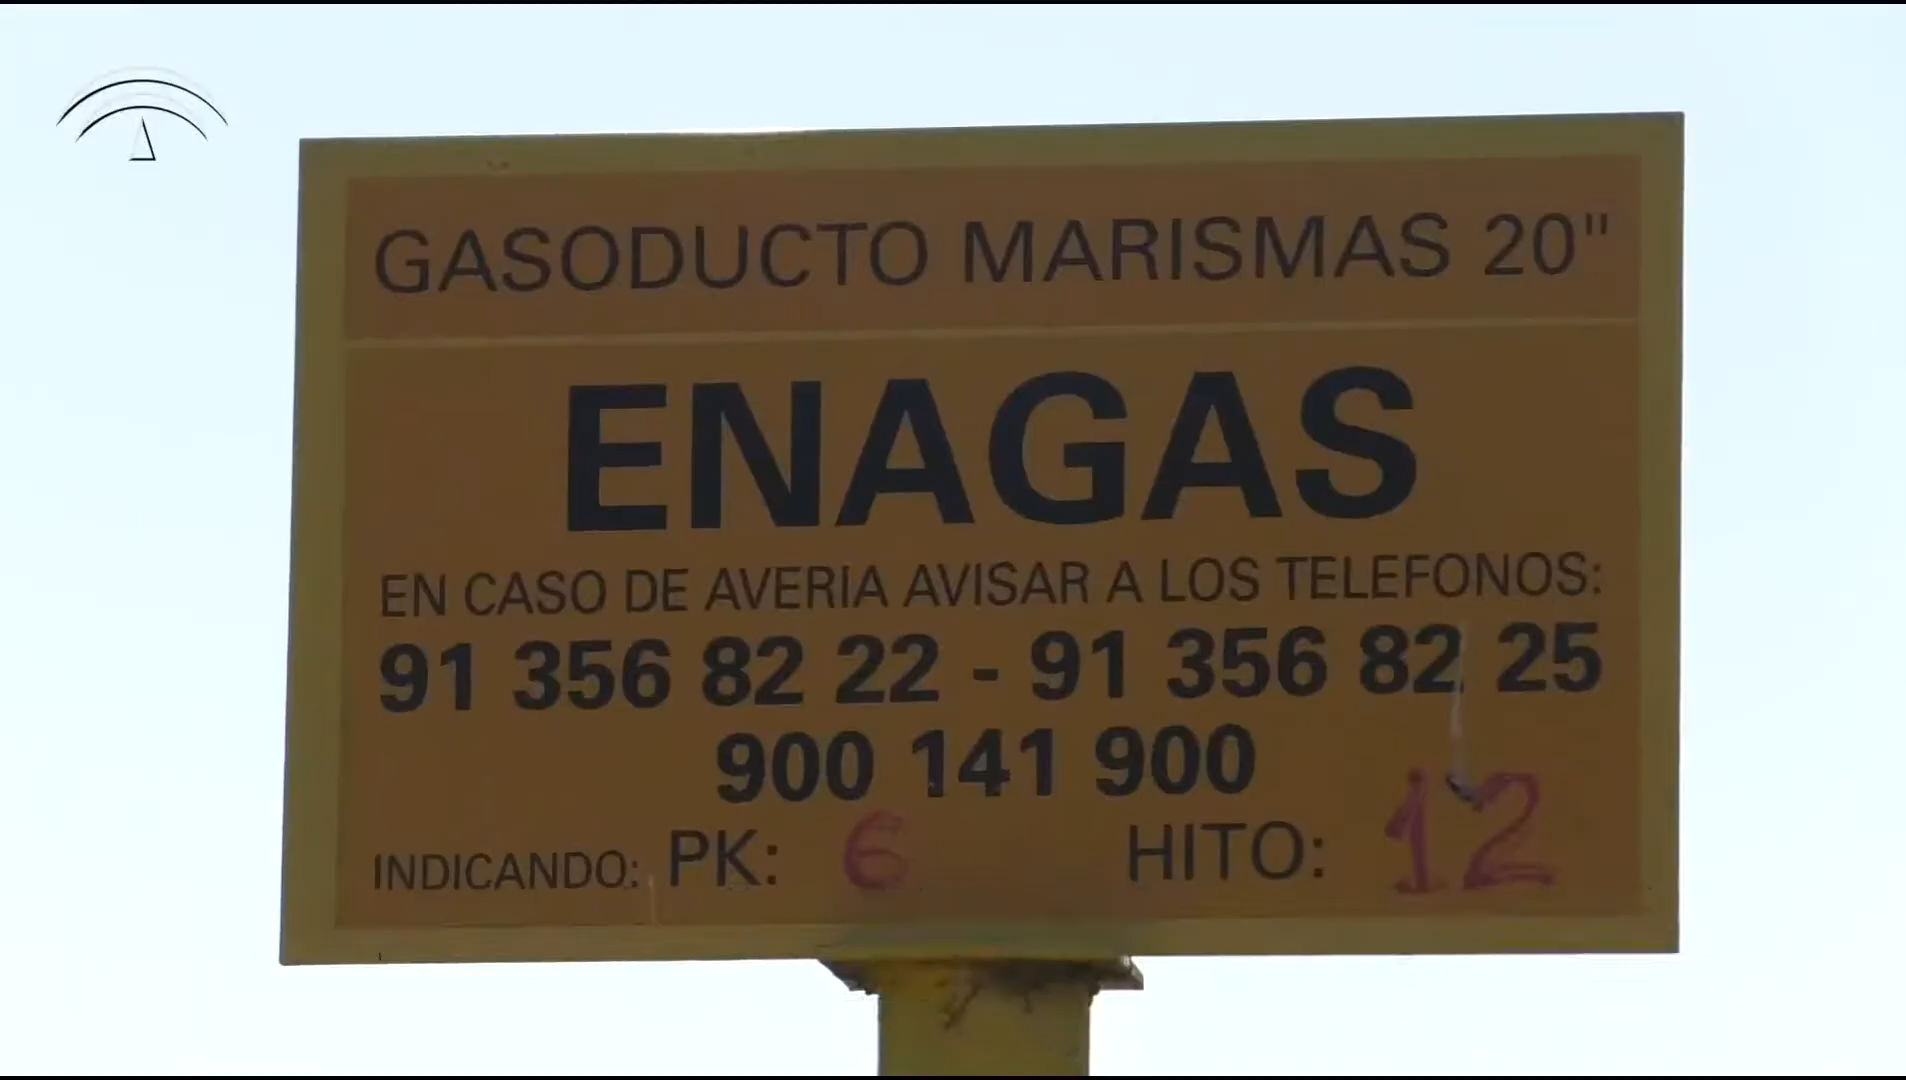 GASODUCTO MARISMAS 20"
ENAGAS
EN CASO DE AVERIA AVISAR A LOS TELEFONOS:
91 356 82 22 - 91 356 82 25
900 141 900
INDICANDO: PK: 6 HITO: 12